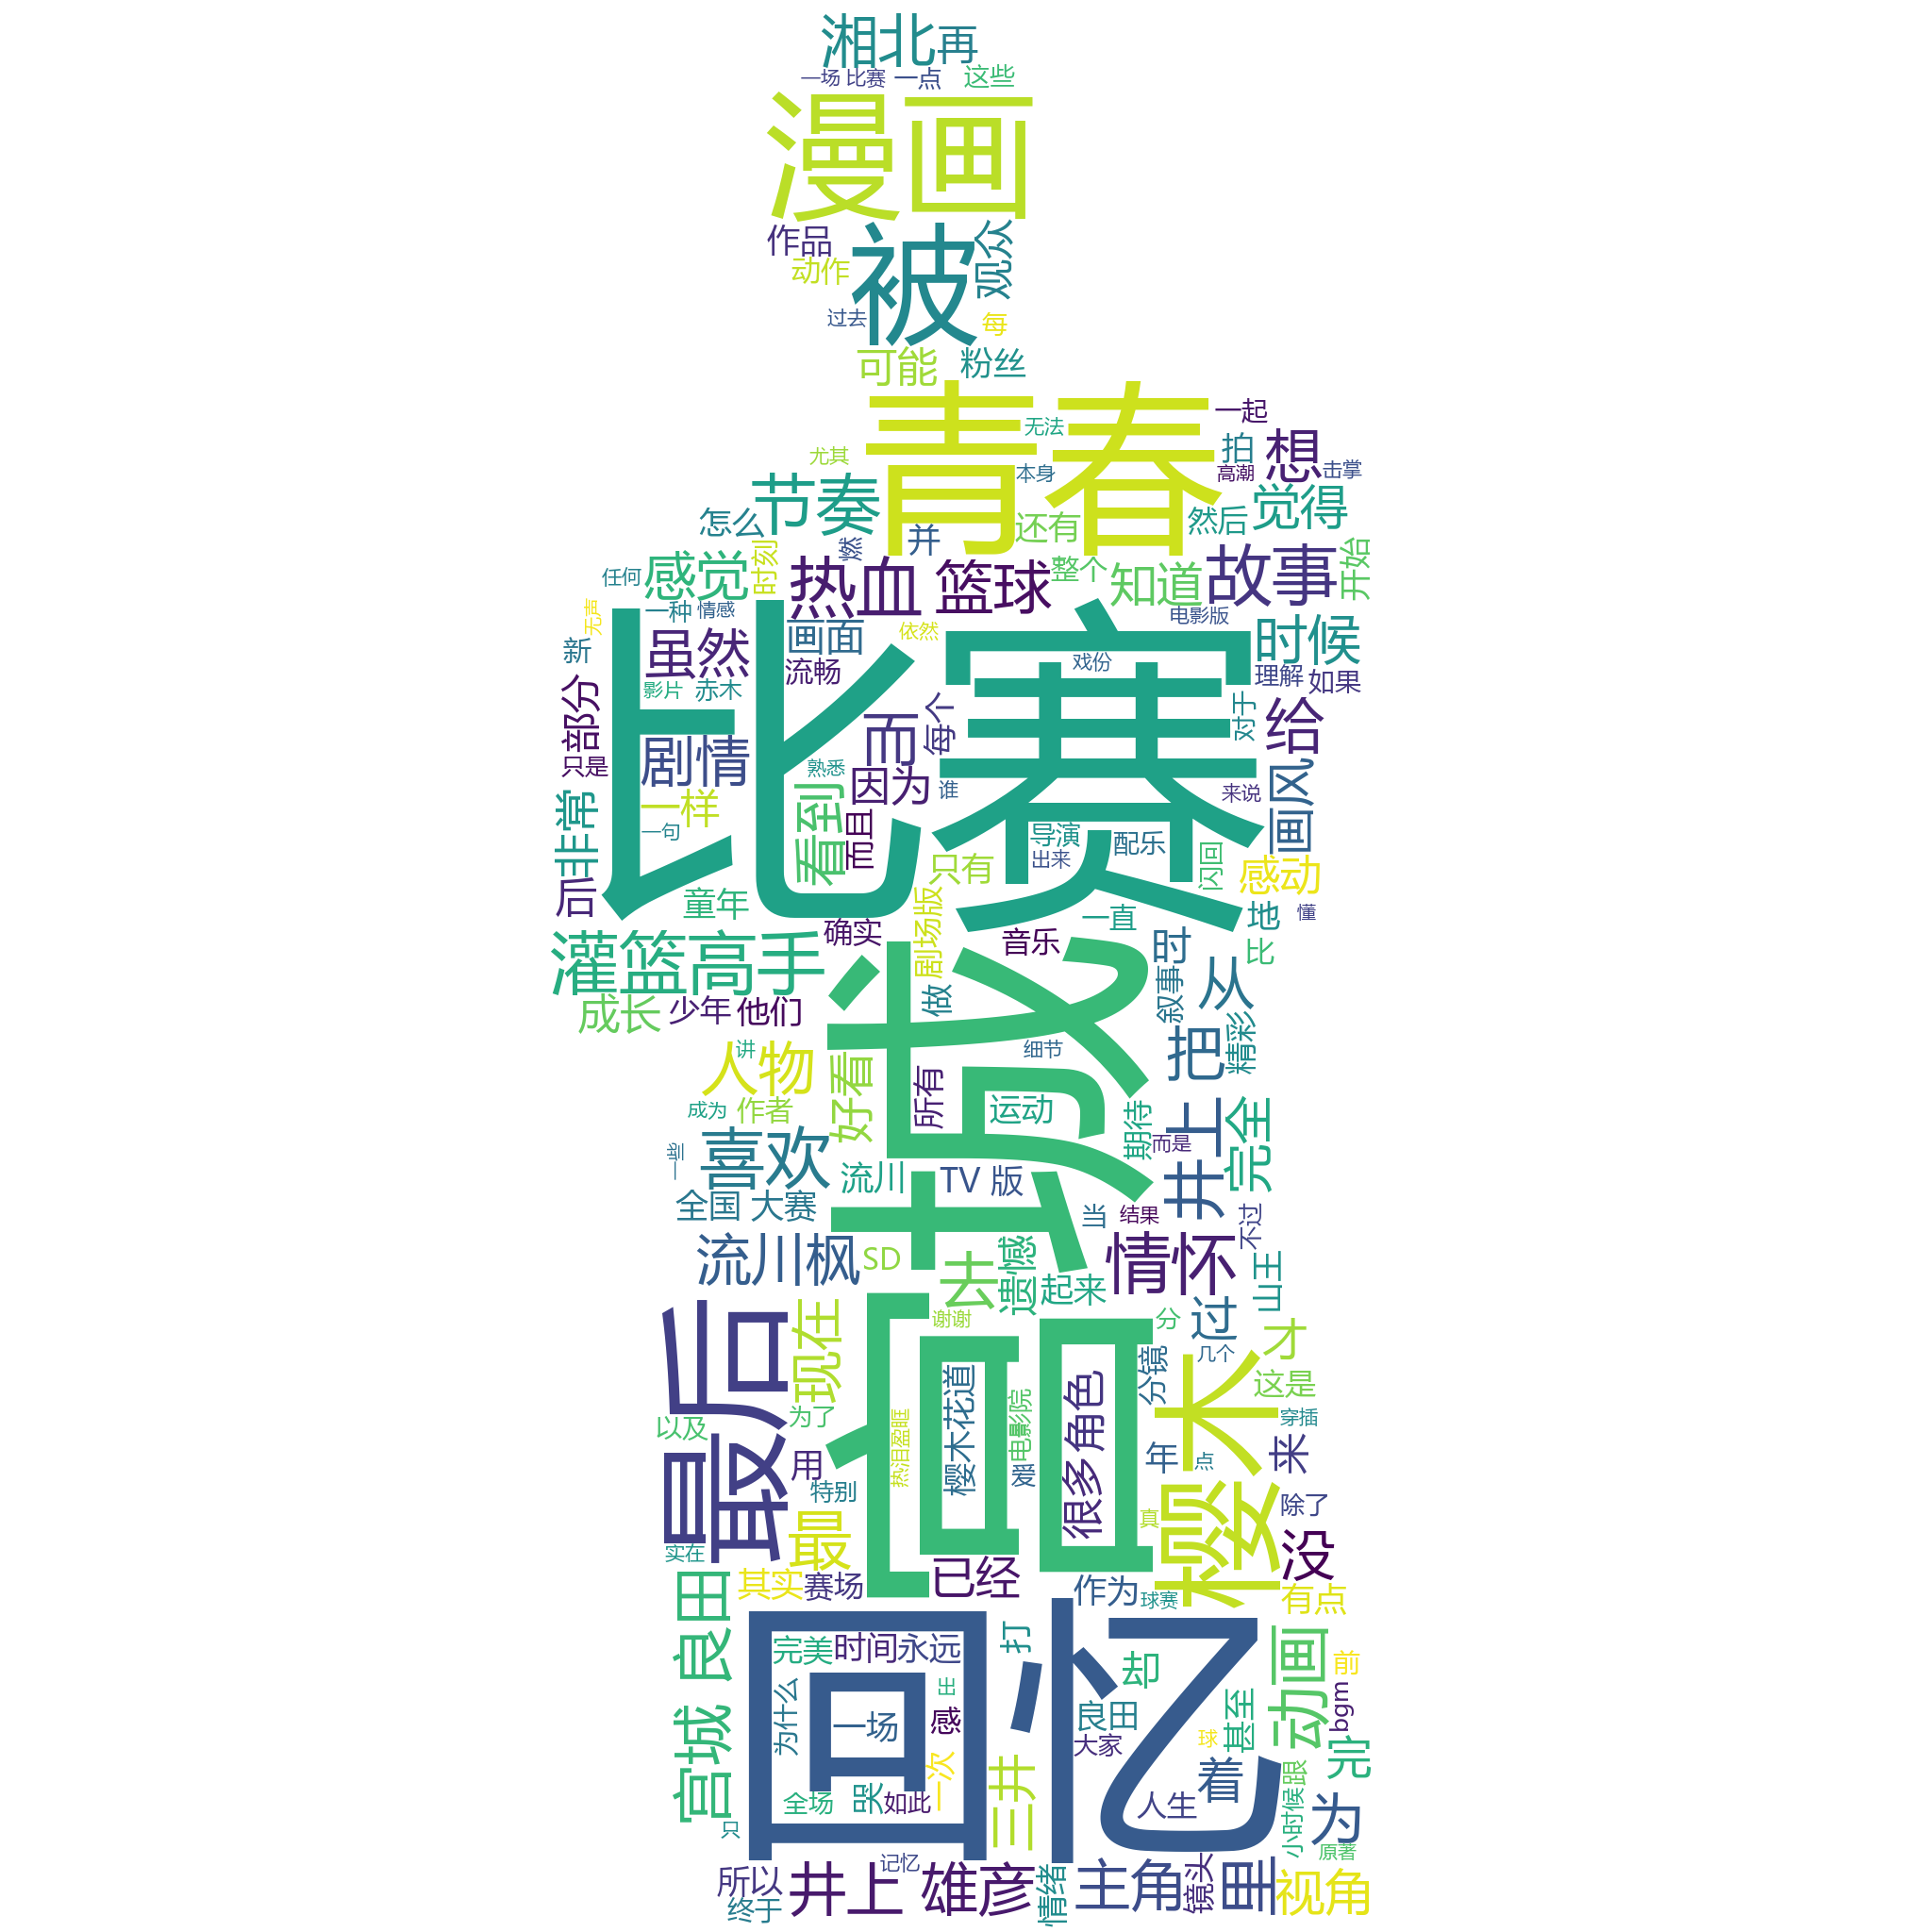 湘北 再
一场 比赛 一点 这些
漫画
作品 被 观众
动作
过去 每
可能 粉丝
青春 一起
无法 拍 想
尤其 本身 高潮 击掌
节奏 还有 然后 觉得
怎么 燃 并
任何 感觉 时刻 热血 篮球 整个 知道 故事 开始
无声 一种 情感 电影版
新 虽然 画面 依然 时候
比赛
流畅 戏份 理解 如果
影片 赤木
部分 而 每个 对于 给
只是 剧情 熟悉 因为 谁 来说 画风
非常 一样 看到 而且 导演 配乐
一句 只有 出来 闪回 感动
后 童年 剧场版 一直 地 懂
灌篮高手 确实 音乐 时 比
成长 少年 他们 做 叙事 从
人物 讲 好看 细节 把 精彩
宫城
成为 作者 所有 运动 期待 井上 完全
一些 喜欢 而是
全国 大赛 流川 TV 版 当 结果 不过
流川枫 SD 去 遗憾 起来 情怀 山王
最后 现在 谢谢 分 过 才
分镜 几个 这是
以及 为了 热泪盈眶 樱木花道 电影院 很多角色 樱木 穿插
用 爱 年 点 来
特别 真 除了
实在 最 已经 没
其实 赛场 作为 球赛 有点
宫城 良田 回忆 动画
完美 时间 永远 打 却 前
为什么 一场 出 感 良田 甚至 bgm
大家 球 完
全场 哭 如此 一次 三井 人生 着 小时候 跟 为
只 原著
所以 井上 雄彦 记忆 情绪 主角 镜头 里 视角
终于